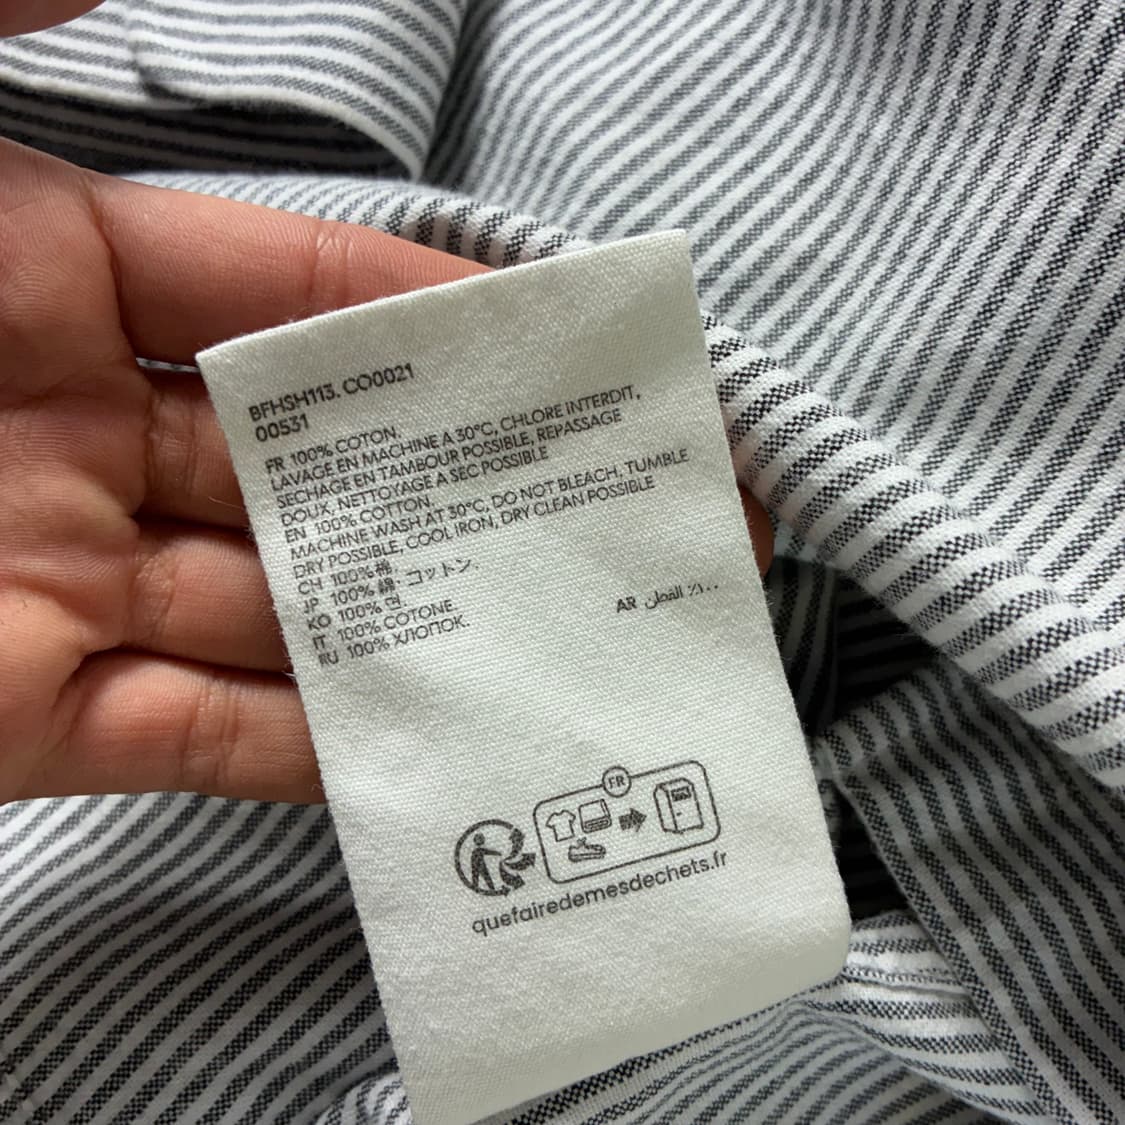 BFHSH113. CO0021
00531
FR 100% COTON.
LAVAGE EN MACHINE A 30°C, CHLORE INTERDIT,
SECHAGE EN TAMBOUR POSSIBLE, REPASSAGE
DOUX, NETTOYAGE A SEC POSSIBLE
EN 100% COTTON.
MACHINE WASH AT 30°C, DO NOT BLEACH, TUMBLE
DRY POSSIBLE, COOL IRON, DRY CLEAN POSSIBLE
CH 100% 棉.
JP 100% 綿· コットン.
KO 100% 면
IT 100% COTONE.
RU 100% ХЛОПОК.
AR ١٠٠٪ القطن
FR
quefairedemesdechets.fr